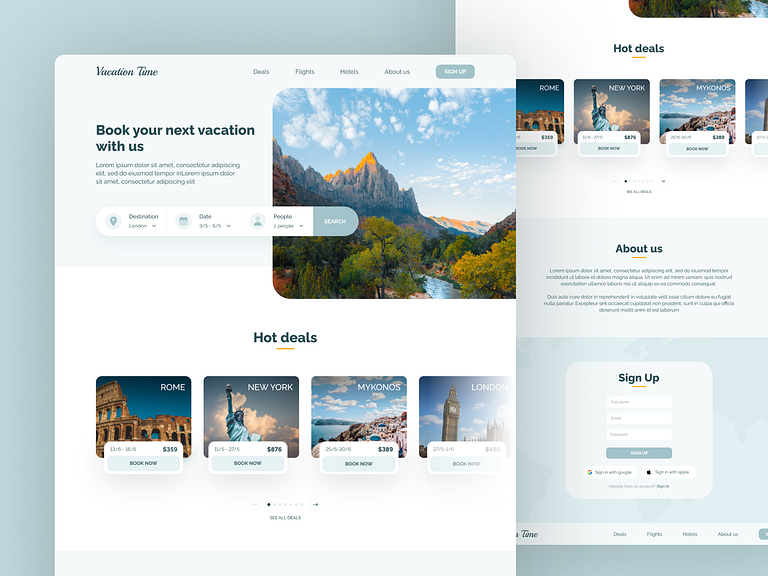 Vacation Time
Deals
Flights
Hotels
About us
SIGN UP
Book your next vacation
with us
Lorem ipsum dolor sit amet, consectetur adipiscing
elit, sed do eiusmod tempor inLorem ipsum dolor
sit amet, consectetur adipiscing elit
Destination
London
Date
3/5 - 9/5
People
2 people
SEARCH
Hot deals
ROME
13/6 - 18/6
$359
BOOK NOW
NEW YORK
11/5 - 27/5
$876
BOOK NOW
MYKONOS
25/6-30/6
$389
BOOK NOW
LONDON
27/5-1/6
$490
BOOK NOW
SEE ALL DEALS
Hot deals
ROME
$359
BOOK NOW
NEW YORK
11/5 - 27/5
$876
BOOK NOW
MYKONOS
25/6-30/6
$389
BOOK NOW
SEE ALL DEALS
About us
Lorem ipsum dolor sit amet, consectetur adipiscing elit, sed do eiusmod tempor
incididunt ut labore et dolore magna aliqua. Ut enim ad minim veniam, quis nostrud
exercitation ullamco laboris nisi ut aliquip ex ea commodo consequat.
Duis aute irure dolor in reprehenderit in voluptate velit esse cillum dolore eu fugiat
nulla pariatur. Excepteur sint occaecat cupidatat non proident, sunt in culpa qui officia
deserunt mollit anim id est laborum
Sign Up
Full name
Email
Password
SIGN UP
Sign in with google
Sign in with apple
Already have an account? Sign in
Time
Deals
Flights
Hotels
About us